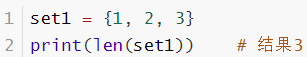 1 set1 = {1, 2, 3}
2 print(len(set1))     # 结果3